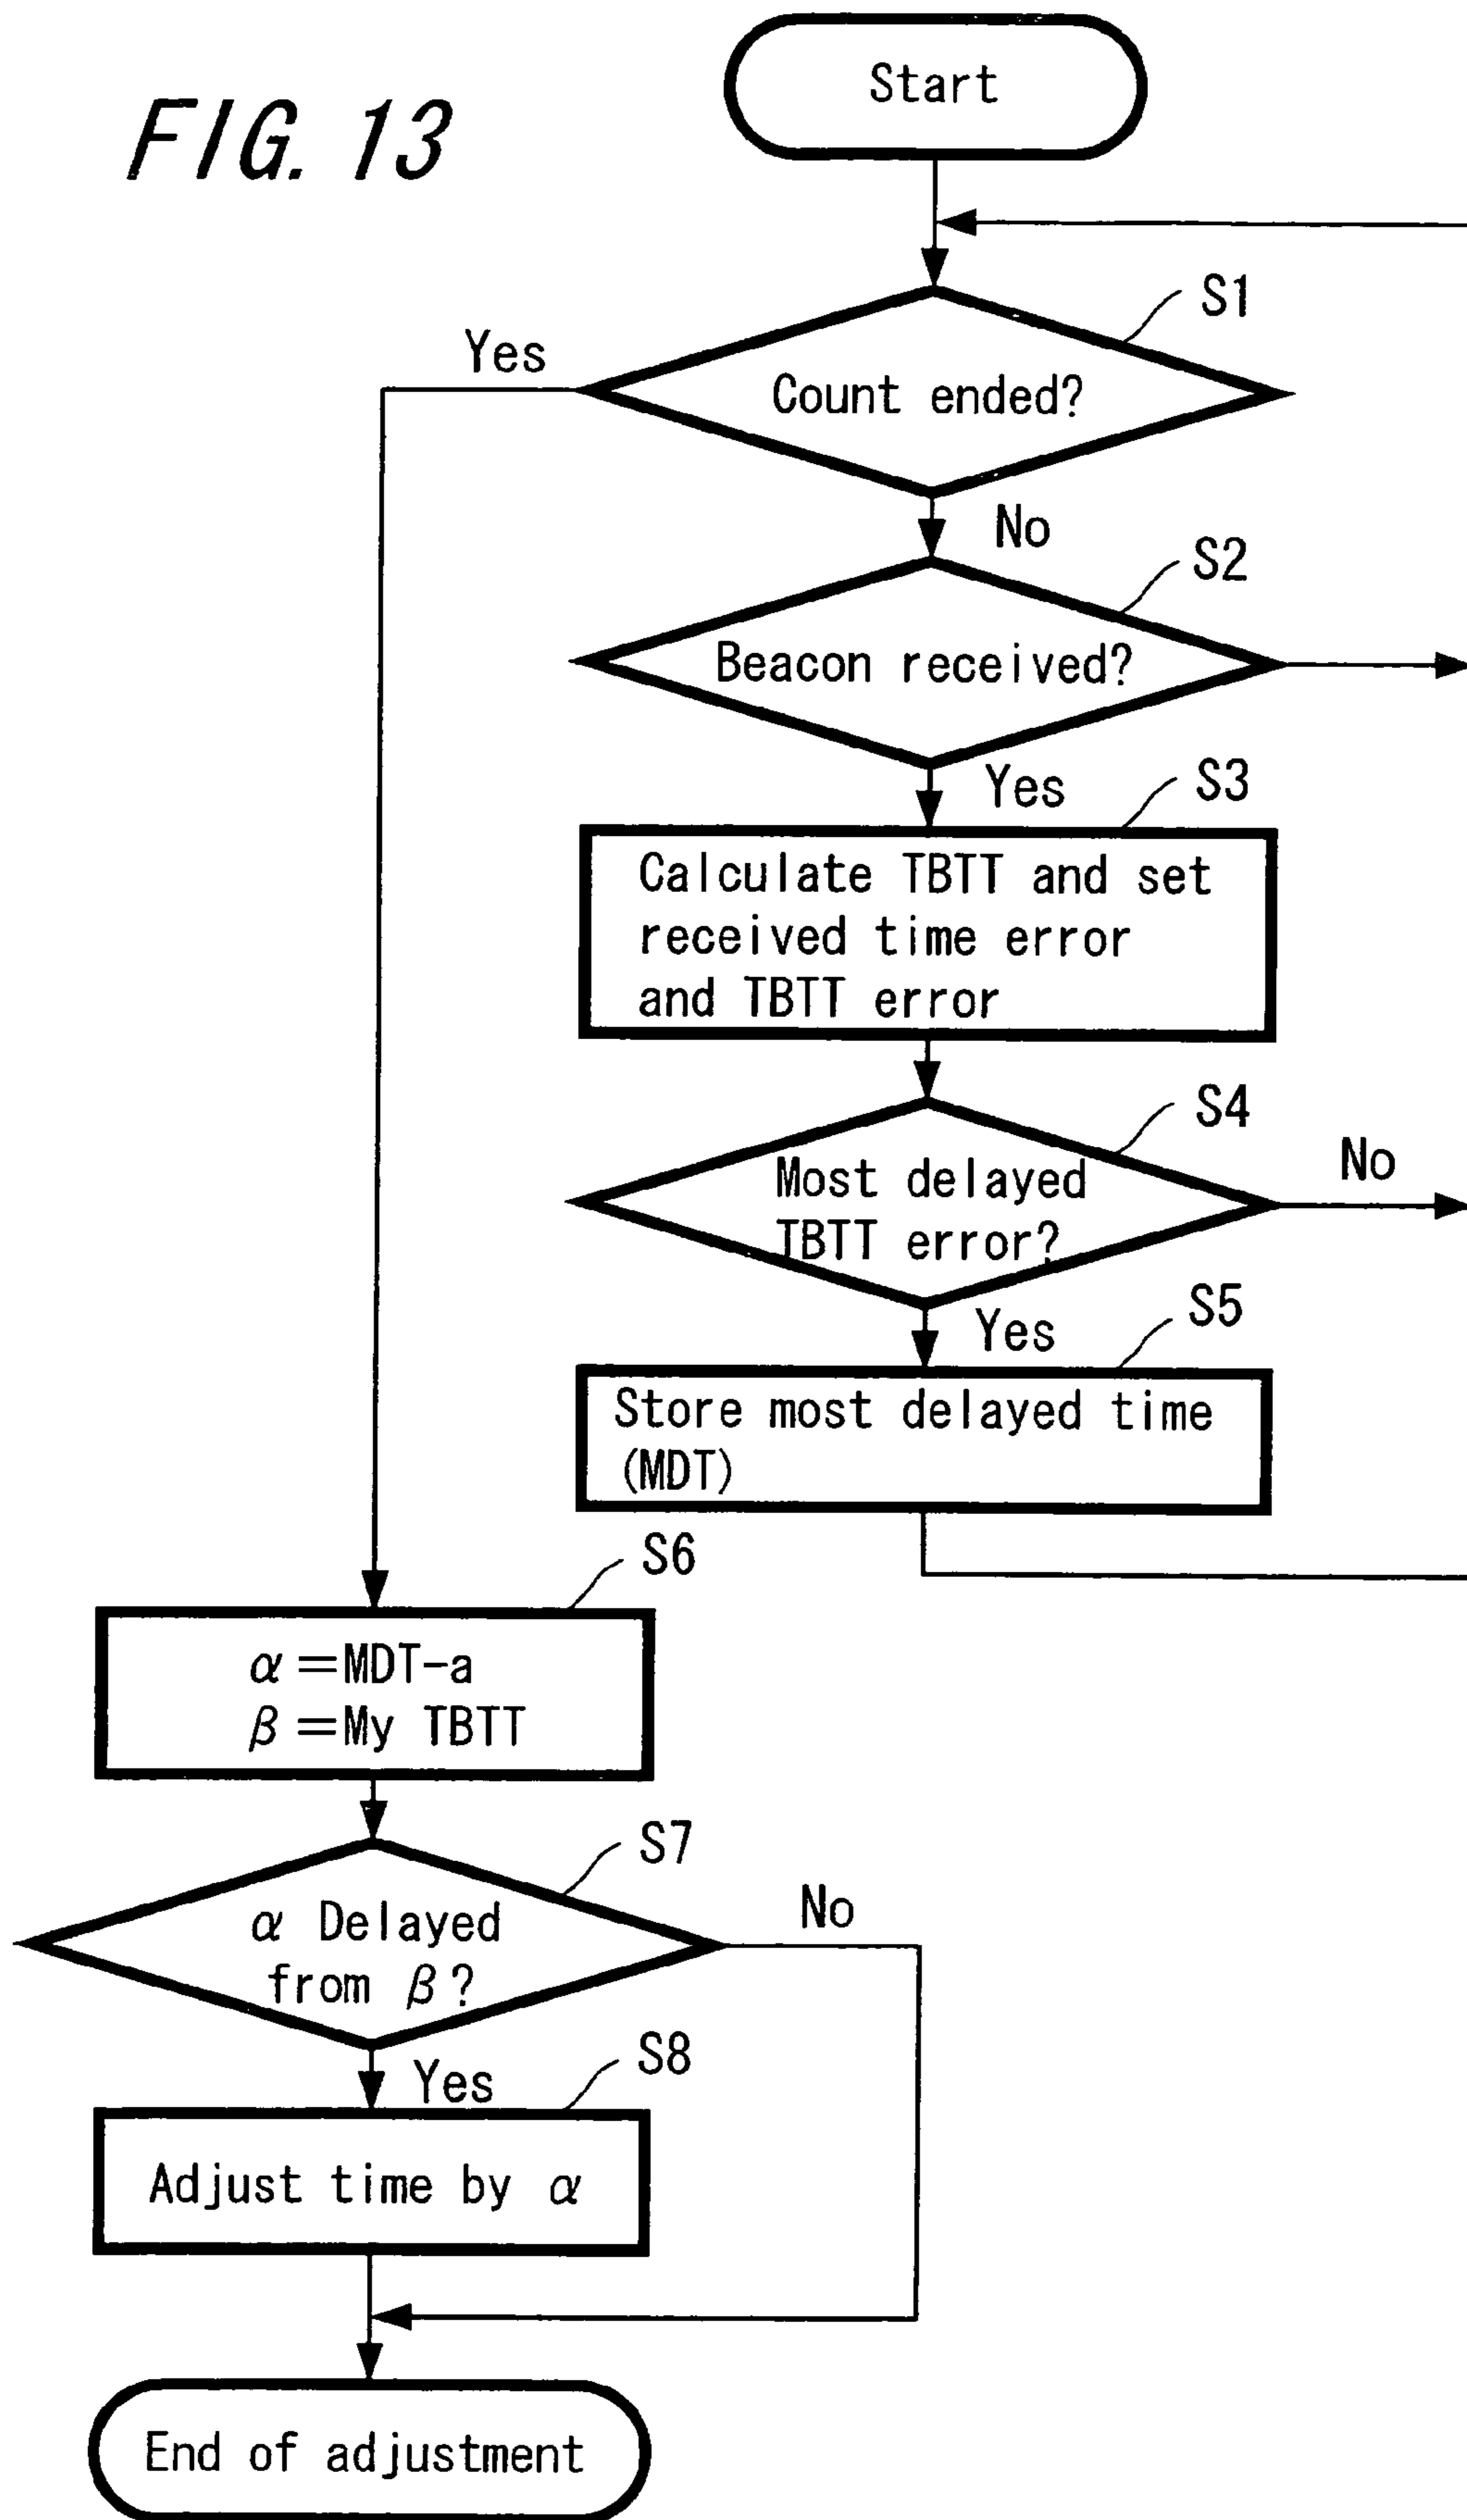 FIG. 13
Start
S1
Yes
Count ended?
No
S2
Beacon received?
Yes
S3
Calculate TBTT and set
received time error
and TBTT error
S4
Most delayed
TBTT error?
No
Yes
S5
Store most delayed time
(MDT)
S6
α=MDT-a
β=My TBTT
S7
α Delayed
from β?
No
Yes
S8
Adjust time by α
End of adjustment